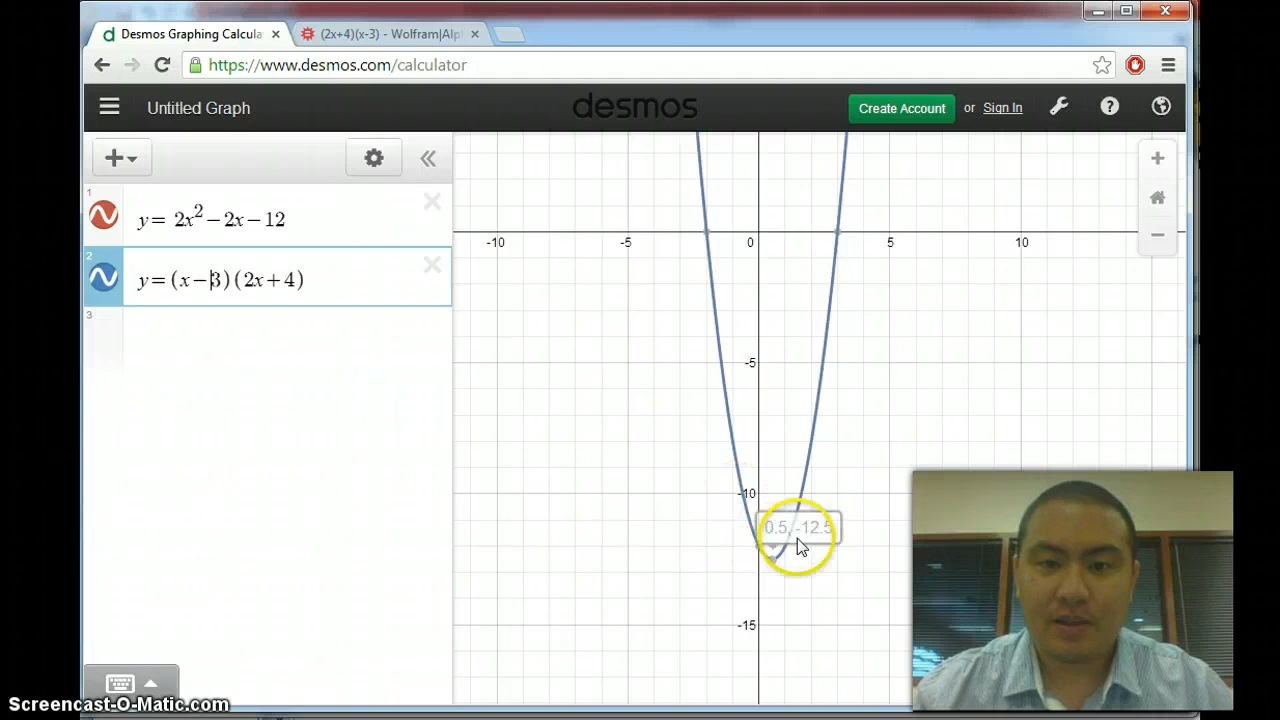 Desmos Graphing Calcula
(2x+4)(x-3) - Wolfram|Alp
https://www.desmos.com/calculator
Untitled Graph
desmos
Create Account or Sign In
1
y = 2x² − 2x − 12
2
y = (x − 3)(2x + 4)
3
-10 -5 0 5 10
-5
-10
0.5, -12.5
-15
Screencast-O-Matic.com